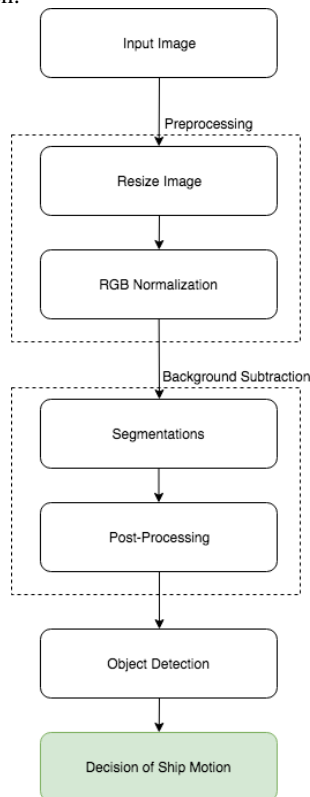 Input Image
Preprocessing
Resize Image
RGB Normalization
Background Subtraction
Segmentations
Post-Processing
Object Detection
Decision of Ship Motion